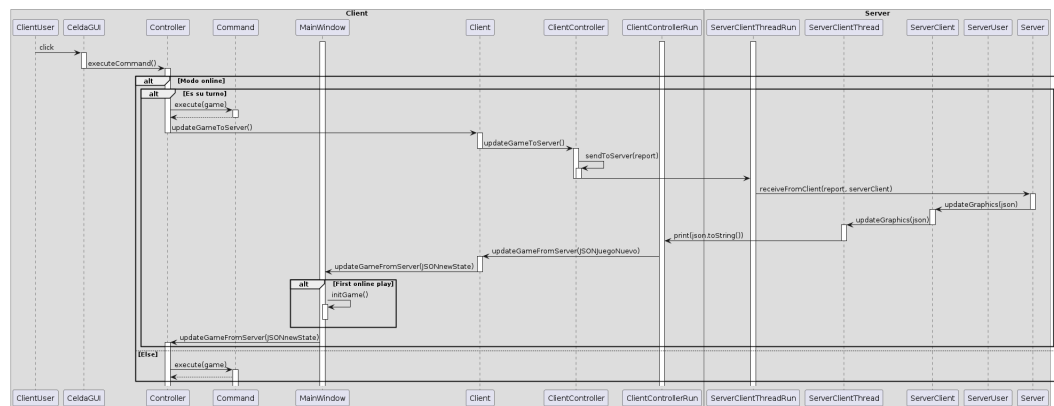 Client
Server
ClientUser
CeldaGUI
Controller
Command
MainWindow
Client
ClientController
ClientControllerRun
ServerClientThreadRun
ServerClientThread
ServerClient
ServerUser
Server
click
executeCommand()
alt [Modo online]
alt [Es su turno]
execute(game)
updateGameToServer()
updateGameToServer()
sendToServer(report)
receiveFromClient(report, serverClient)
updateGraphics(json)
updateGraphics(json)
print(json.toString())
updateGameFromServer(JSONJuegoNuevo)
updateGameFromServer(JSONnewState)
alt [First online play]
initGame()
updateGameFromServer(JSONnewState)
[Else]
execute(game)
ClientUser
CeldaGUI
Controller
Command
MainWindow
Client
ClientController
ClientControllerRun
ServerClientThreadRun
ServerClientThread
ServerClient
ServerUser
Server